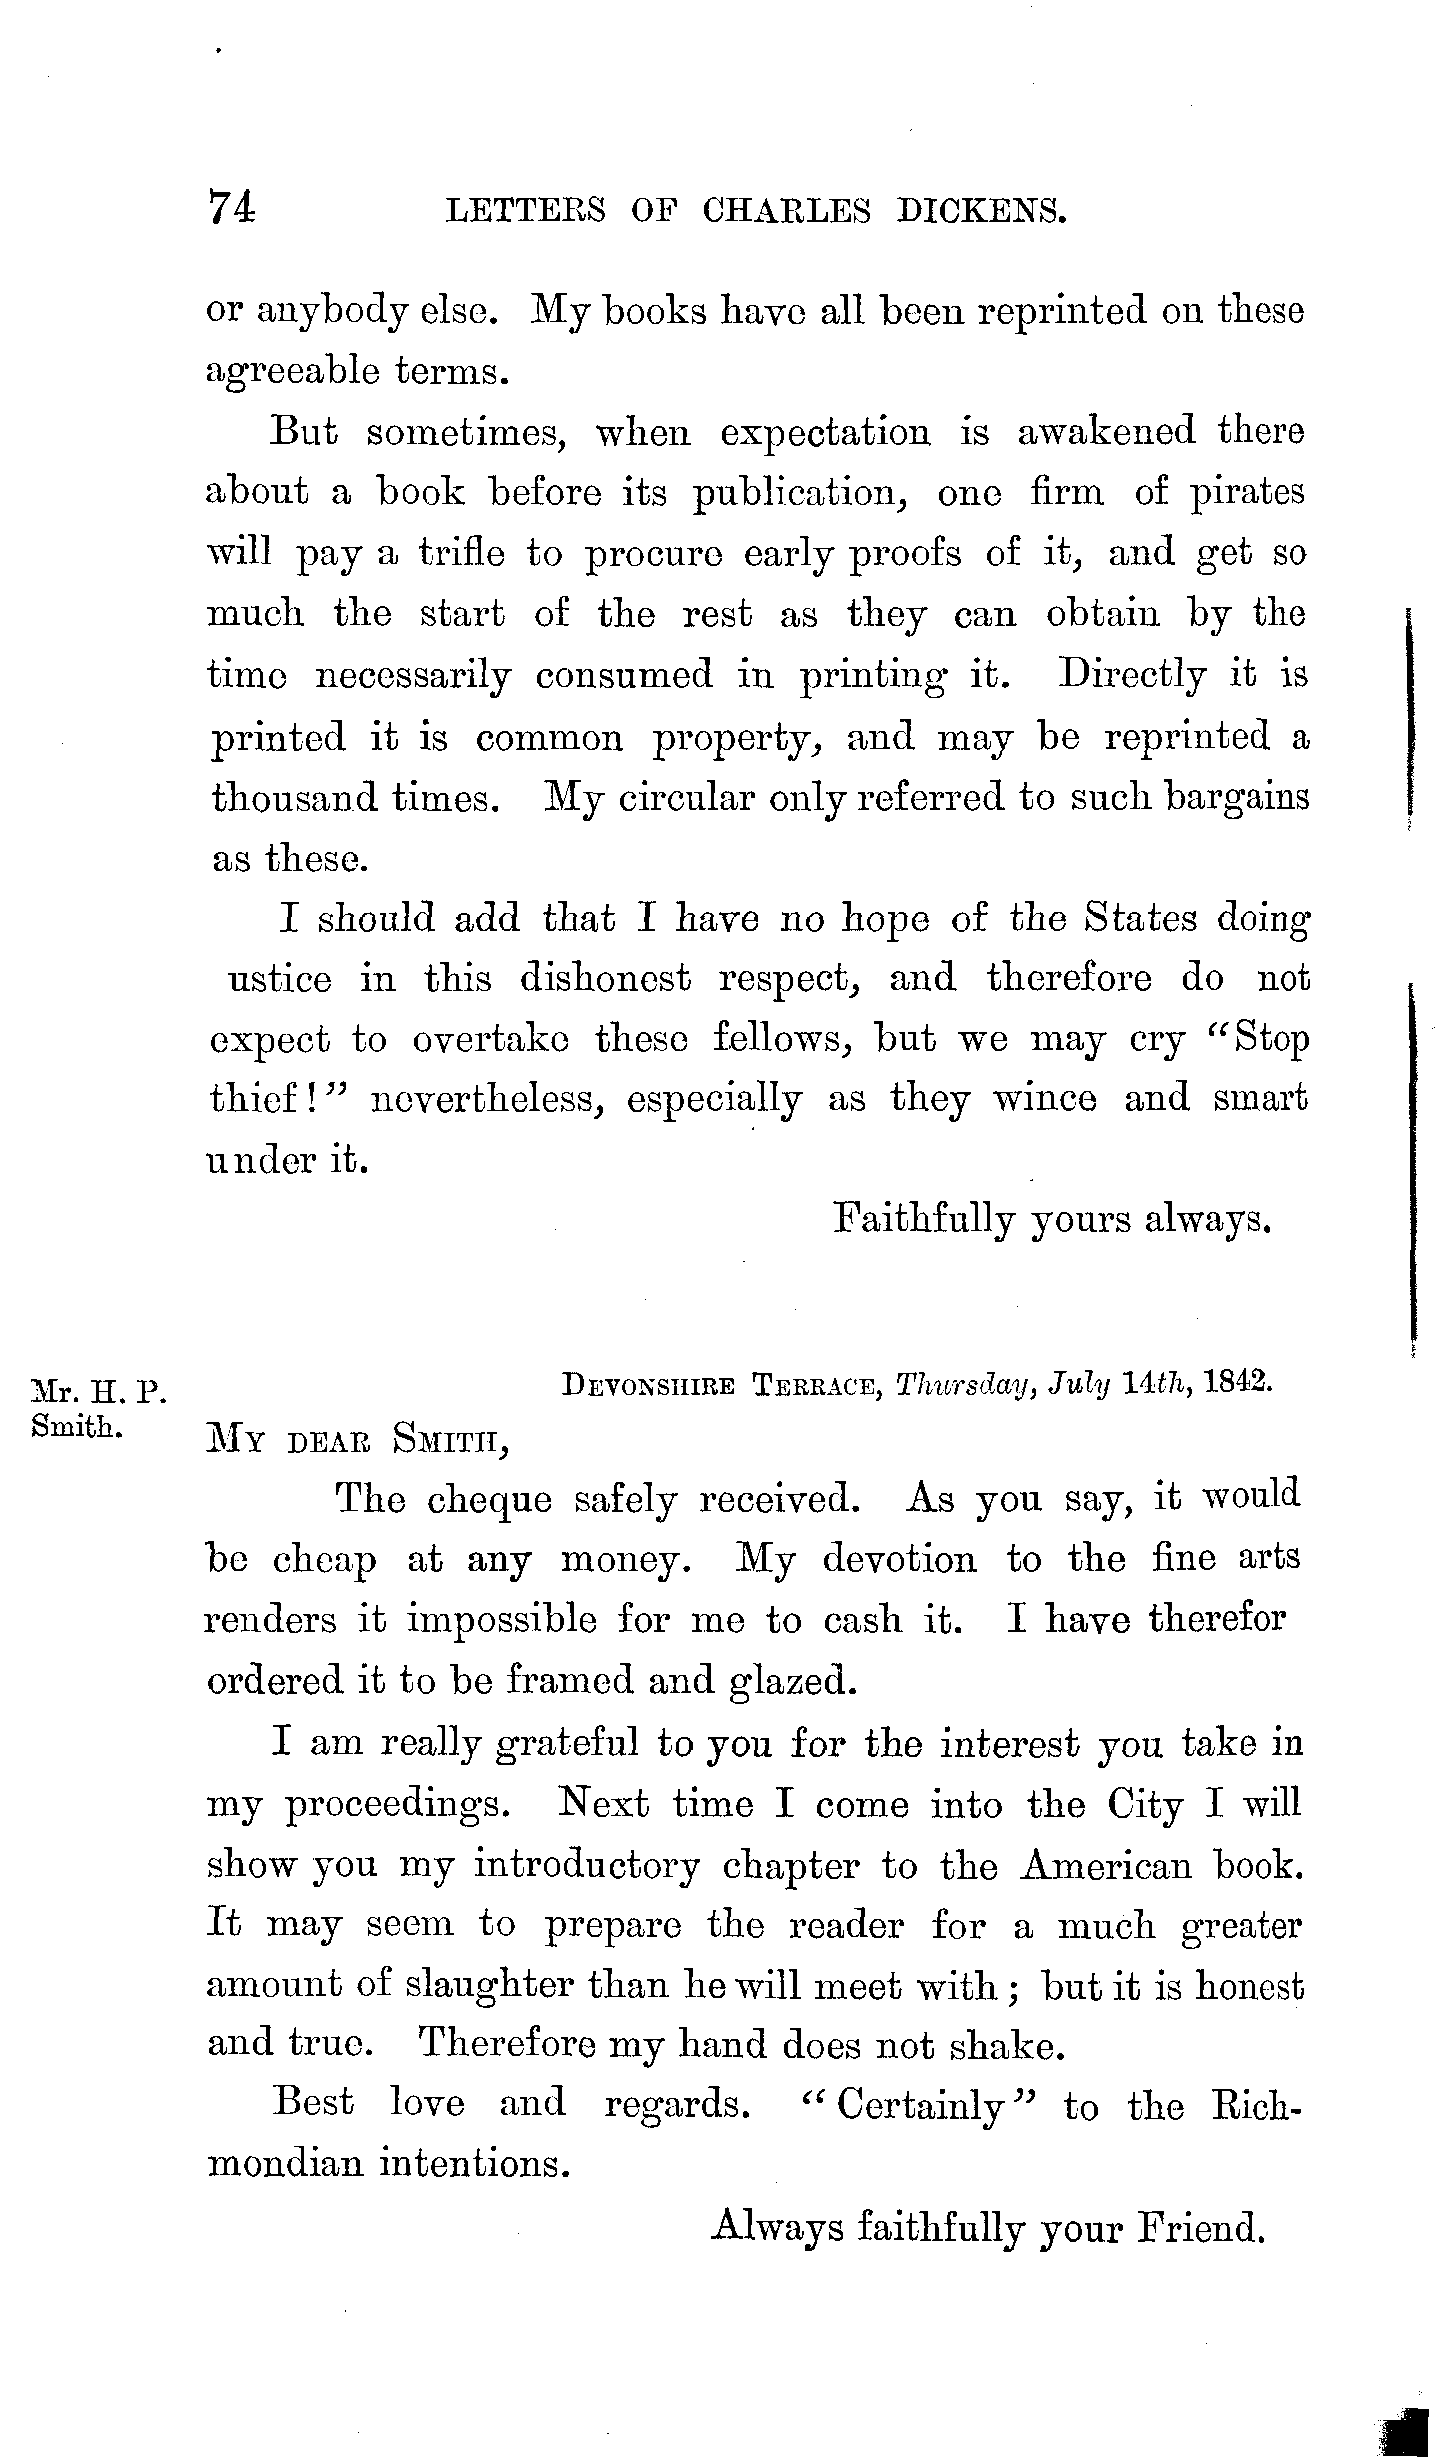 74 LETTERS OF CHARLES DICKENS.
or anybody else. My books have all been reprinted on these
agreeable terms.
But sometimes, when expectation is awakened there
about a book before its publication, one firm of pirates
will pay a trifle to procure early proofs of it, and get so
much the start of the rest as they can obtain by the
time necessarily consumed in printing it. Directly it is
printed it is common property, and may be reprinted a
thousand times. My circular only referred to such bargains
as these.
I should add that I have no hope of the States doing
ustice in this dishonest respect, and therefore do not
expect to overtake these fellows, but we may cry “Stop
thief!” nevertheless, especially as they wince and smart
under it.
Faithfully yours always.
Mr. H. P.
Smith.
DEVONSHIRE TERRACE, Thursday, July 14th, 1842.
MY DEAR SMITH,
The cheque safely received. As you say, it would
be cheap at any money. My devotion to the fine arts
renders it impossible for me to cash it. I have therefor
ordered it to be framed and glazed.
I am really grateful to you for the interest you take in
my proceedings. Next time I come into the City I will
show you my introductory chapter to the American book.
It may seem to prepare the reader for a much greater
amount of slaughter than he will meet with; but it is honest
and true. Therefore my hand does not shake.
Best love and regards. “Certainly” to the Rich-
mondian intentions.
Always faithfully your Friend.